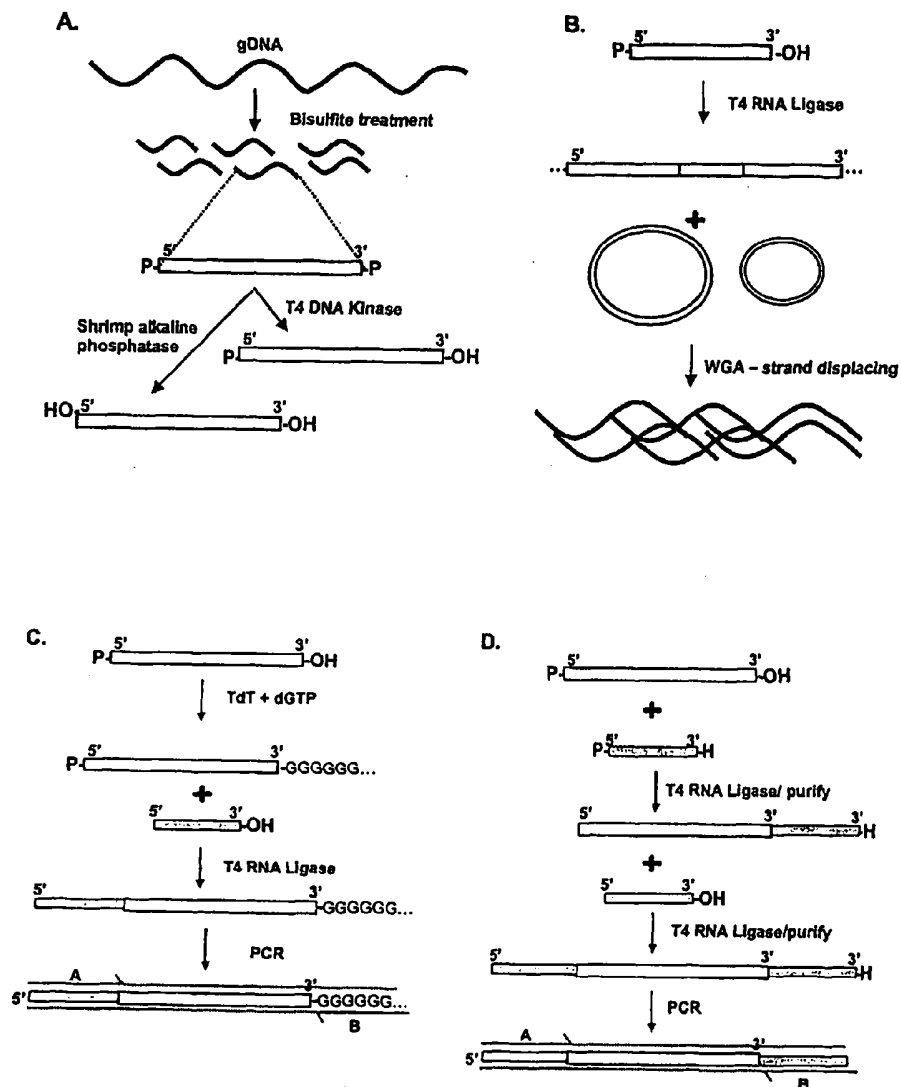 A.
gDNA
Bisulfite treatment
5' 3'
P- -P
Shrimp alkaline
phosphatase
T4 DNA Kinase
5' 3'
P- -OH
HO 5' 3'
-OH
B.
5' 3'
P- -OH
T4 RNA Ligase
5' 3'
... ...
+
WGA – strand displacing
C.
5' 3'
P- -OH
TdT + dGTP
5' 3'
P- -GGGGGG...
+
5' 3'
-OH
T4 RNA Ligase
5' 3'
-GGGGGG...
PCR
A
5' 3'
-GGGGGG...
B
D.
5' 3'
P- -OH
+
5' 3'
P- -H
T4 RNA Ligase/ purify
5' 3' 3'
-H
+
5' 3'
-OH
T4 RNA Ligase/purify
5' 3' 3'
-H
PCR
A
5' 3'
B